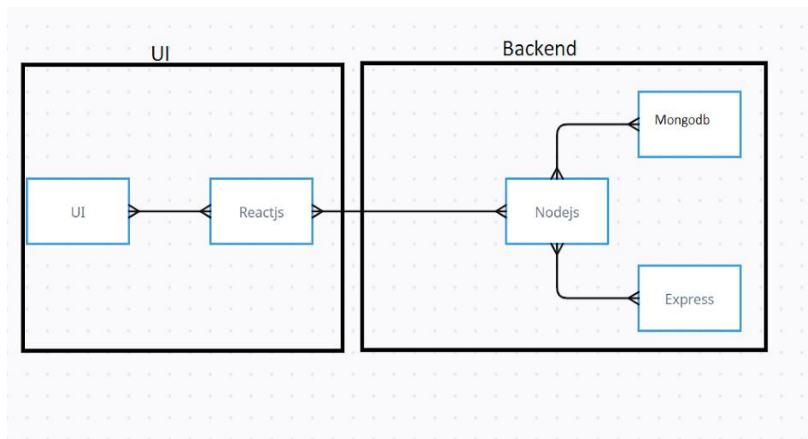 UI
Backend
UI
Reactjs
Nodejs
Mongodb
Express